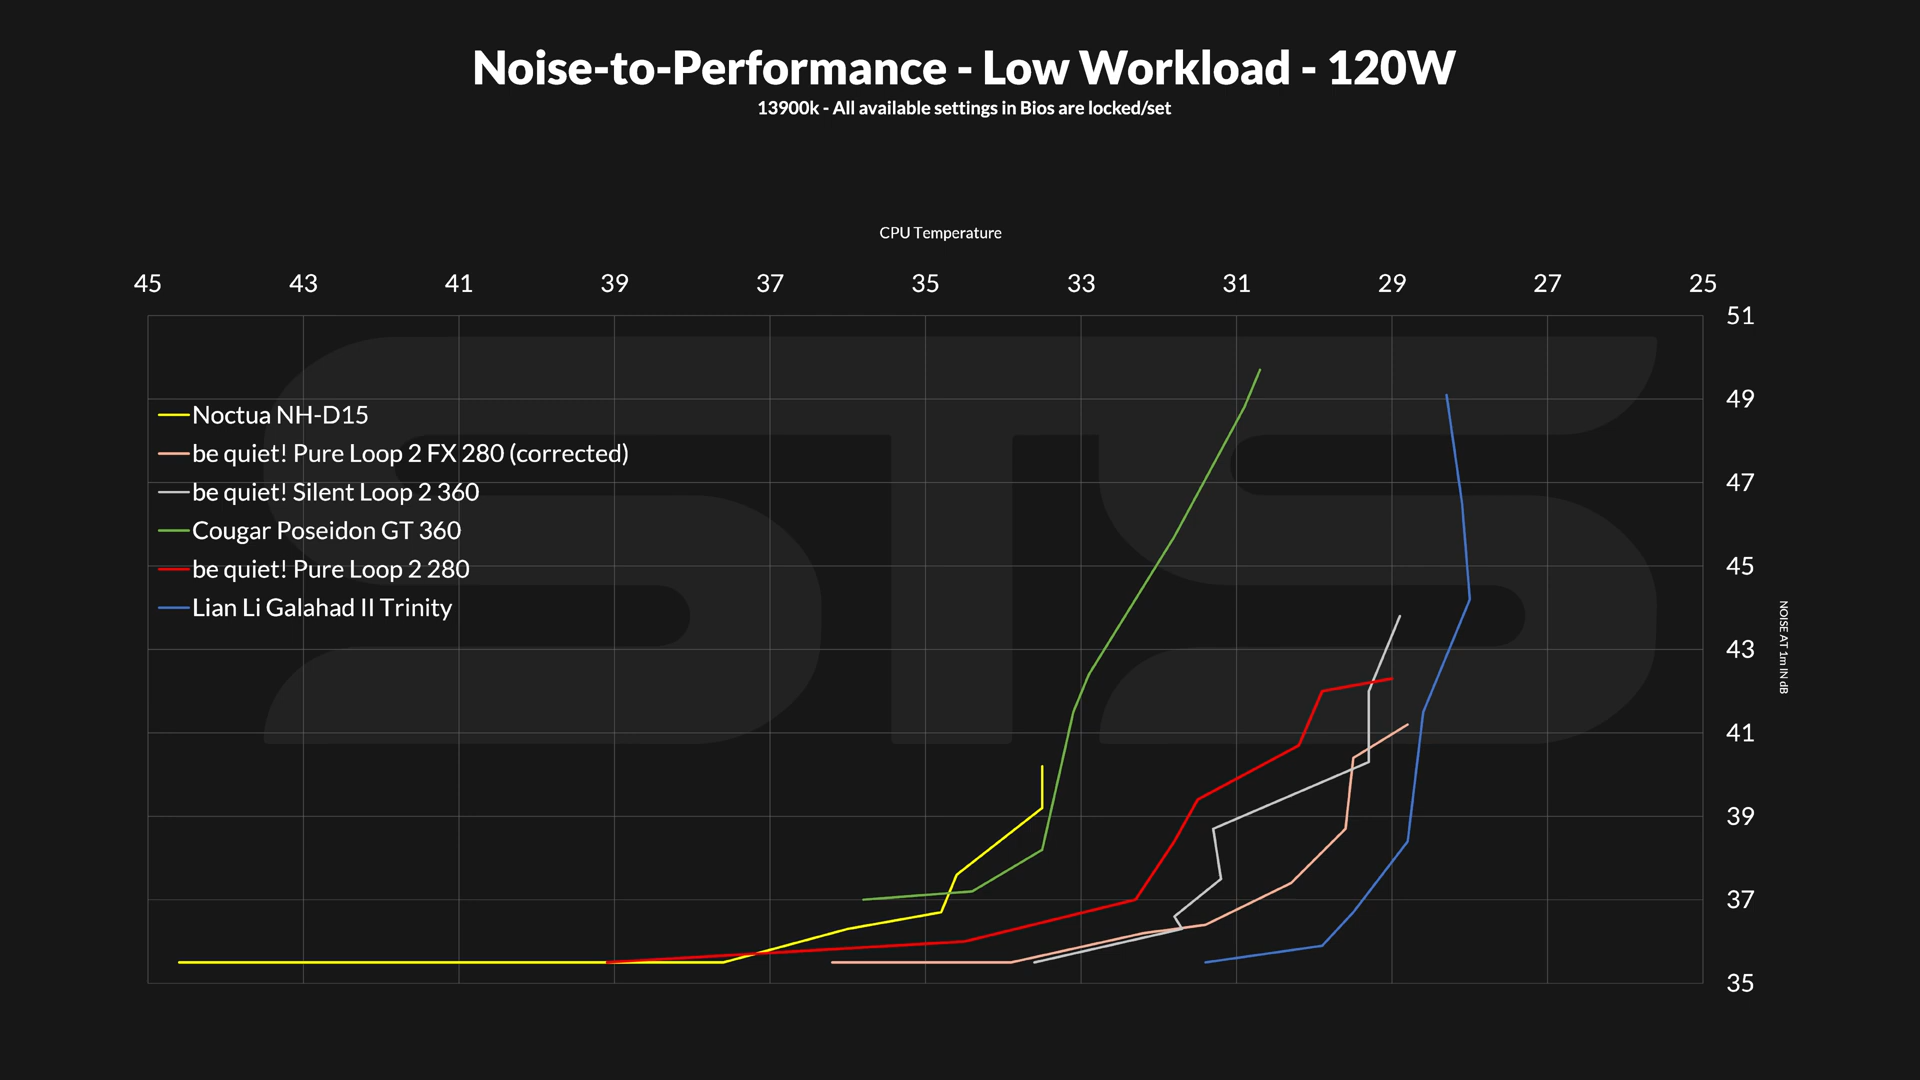 Noise-to-Performance - Low Workload - 120W
13900k - All available settings in Bios are locked/set
CPU Temperature
45 43 41 39 37 35 33 31 29 27 25
51
49
47
45
43
41
39
37
35
NOISE AT 1m IN dB
Noctua NH-D15
be quiet! Pure Loop 2 FX 280 (corrected)
be quiet! Silent Loop 2 360
Cougar Poseidon GT 360
be quiet! Pure Loop 2 280
Lian Li Galahad II Trinity
STS